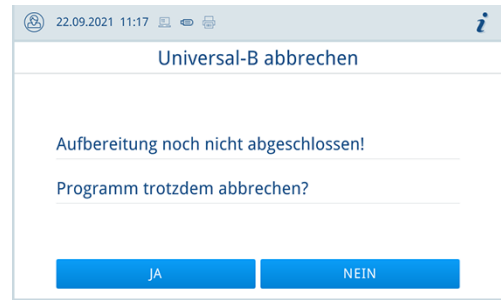 22.09.2021 11:17
i
Universal-B abbrechen
Aufbereitung noch nicht abgeschlossen!
Programm trotzdem abbrechen?
JA NEIN